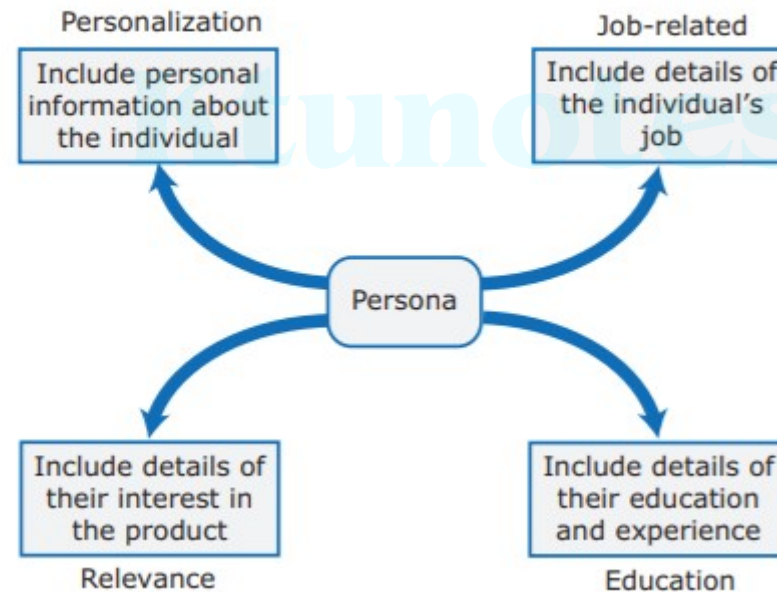 Personalization
Include personal
information about
the individual
Job-related
Include details of
the individual's
job
Persona
Include details of
their interest in
the product
Relevance
Include details of
their education
and experience
Education
Ktunotes